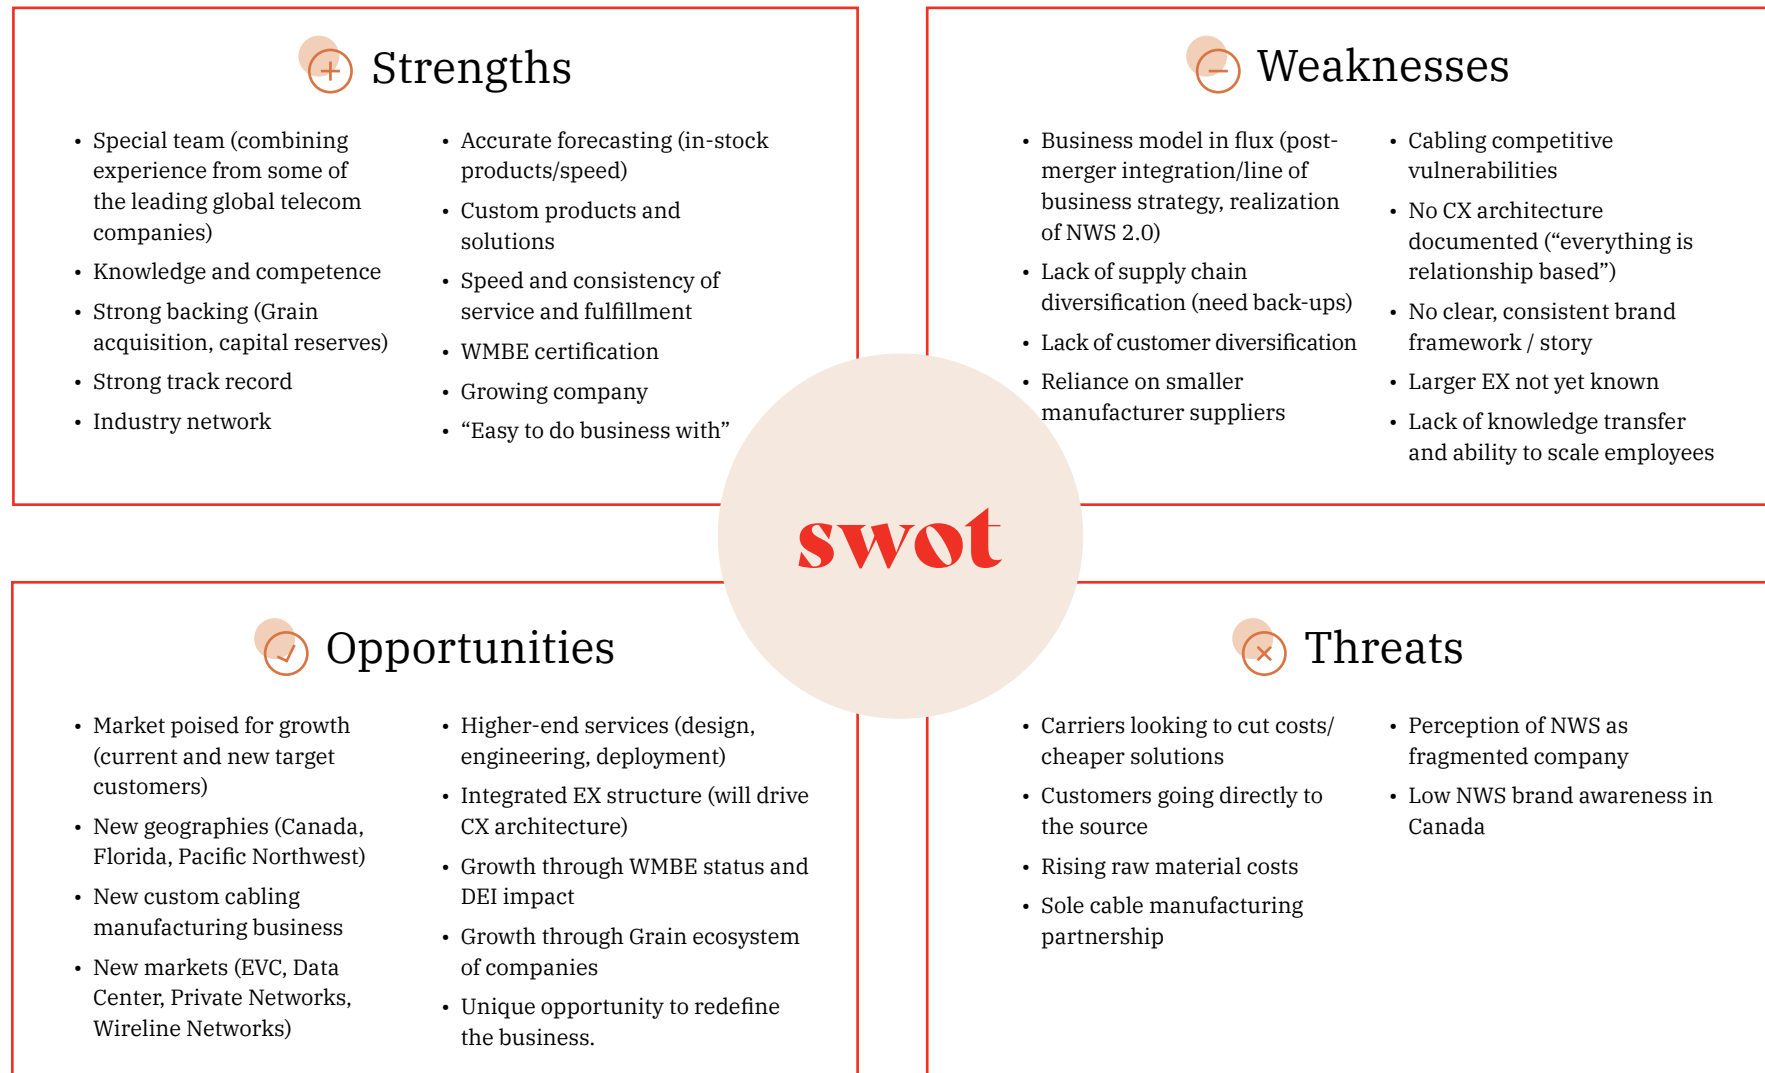 Strengths
• Special team (combining
experience from some of
the leading global telecom
companies)
• Knowledge and competence
• Strong backing (Grain
acquisition, capital reserves)
• Strong track record
• Industry network
• Accurate forecasting (in-stock
products/speed)
• Custom products and
solutions
• Speed and consistency of
service and fulfillment
• WMBE certification
• Growing company
• “Easy to do business with”
Weaknesses
• Business model in flux (post-
merger integration/line of
business strategy, realization
of NWS 2.0)
• Lack of supply chain
diversification (need back-ups)
• Lack of customer diversification
• Reliance on smaller
manufacturer suppliers
• Cabling competitive
vulnerabilities
• No CX architecture
documented (“everything is
relationship based”)
• No clear, consistent brand
framework / story
• Larger EX not yet known
• Lack of knowledge transfer
and ability to scale employees
swot
Opportunities
• Market poised for growth
(current and new target
customers)
• New geographies (Canada,
Florida, Pacific Northwest)
• New custom cabling
manufacturing business
• New markets (EVC, Data
Center, Private Networks,
Wireline Networks)
• Higher-end services (design,
engineering, deployment)
• Integrated EX structure (will drive
CX architecture)
• Growth through WMBE status and
DEI impact
• Growth through Grain ecosystem
of companies
• Unique opportunity to redefine
the business.
Threats
• Carriers looking to cut costs/
cheaper solutions
• Customers going directly to
the source
• Rising raw material costs
• Sole cable manufacturing
partnership
• Perception of NWS as
fragmented company
• Low NWS brand awareness in
Canada